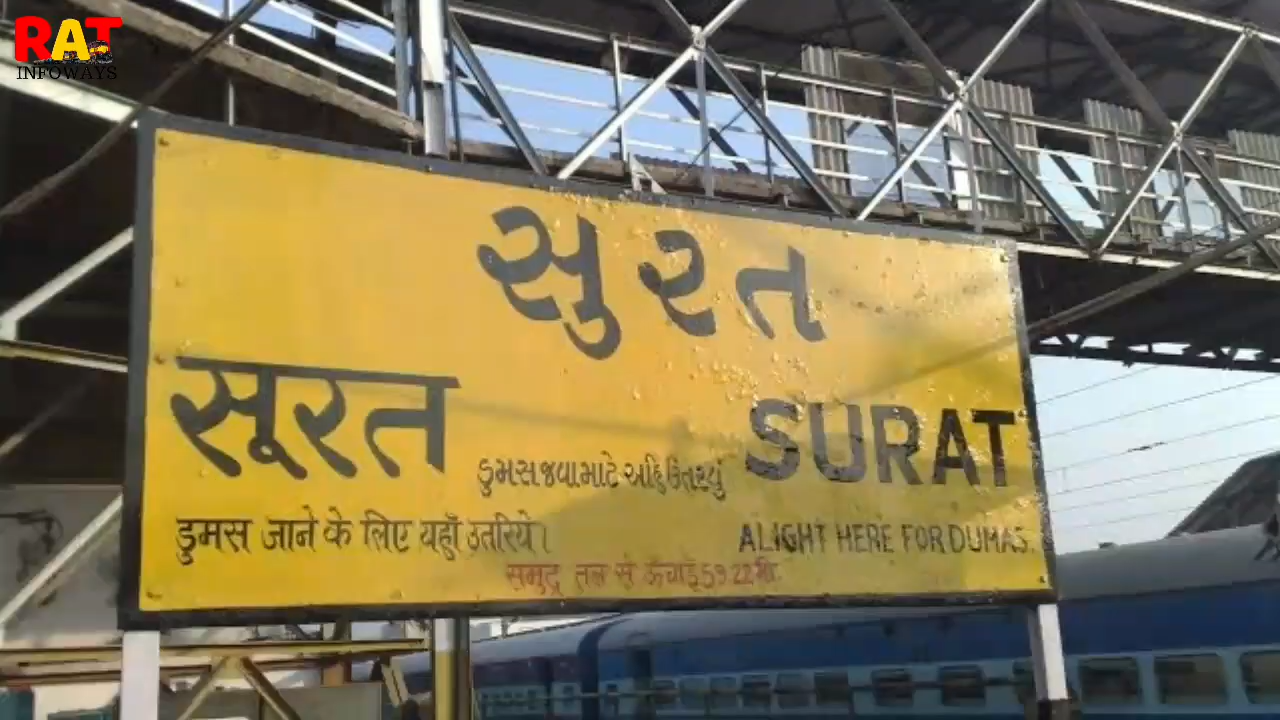 RAT
INFOWAYS
સુરત
सूरत
SURAT
ડુમસ જવા માટે અહિં ઉતરવું
डुमस जाने के लिए यहाँ उतरिये।
ALIGHT HERE FOR DUMAS.
समुद्र तल से ऊँचाई 59.22 मी.